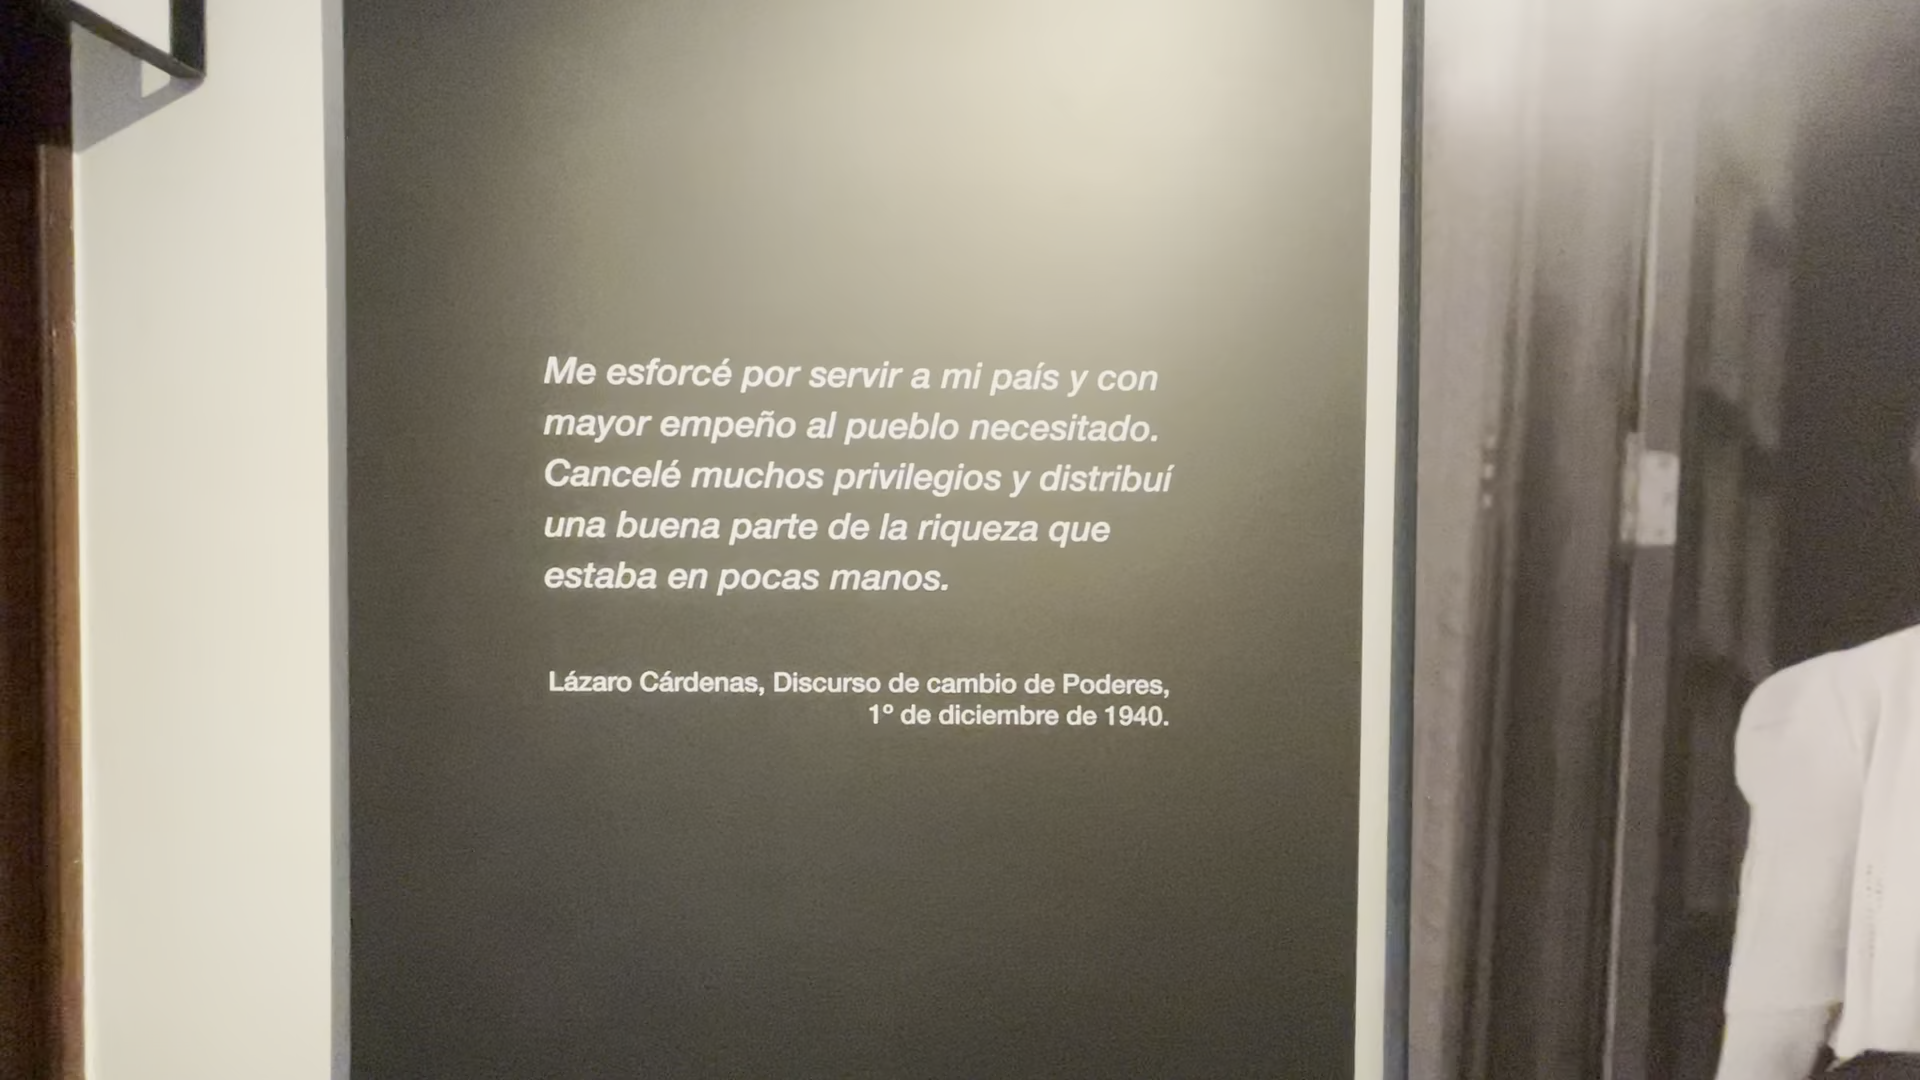 Me esforcé por servir a mi país y con
mayor empeño al pueblo necesitado.
Cancelé muchos privilegios y distribuí
una buena parte de la riqueza que
estaba en pocas manos.
Lázaro Cárdenas, Discurso de cambio de Poderes,
1º de diciembre de 1940.